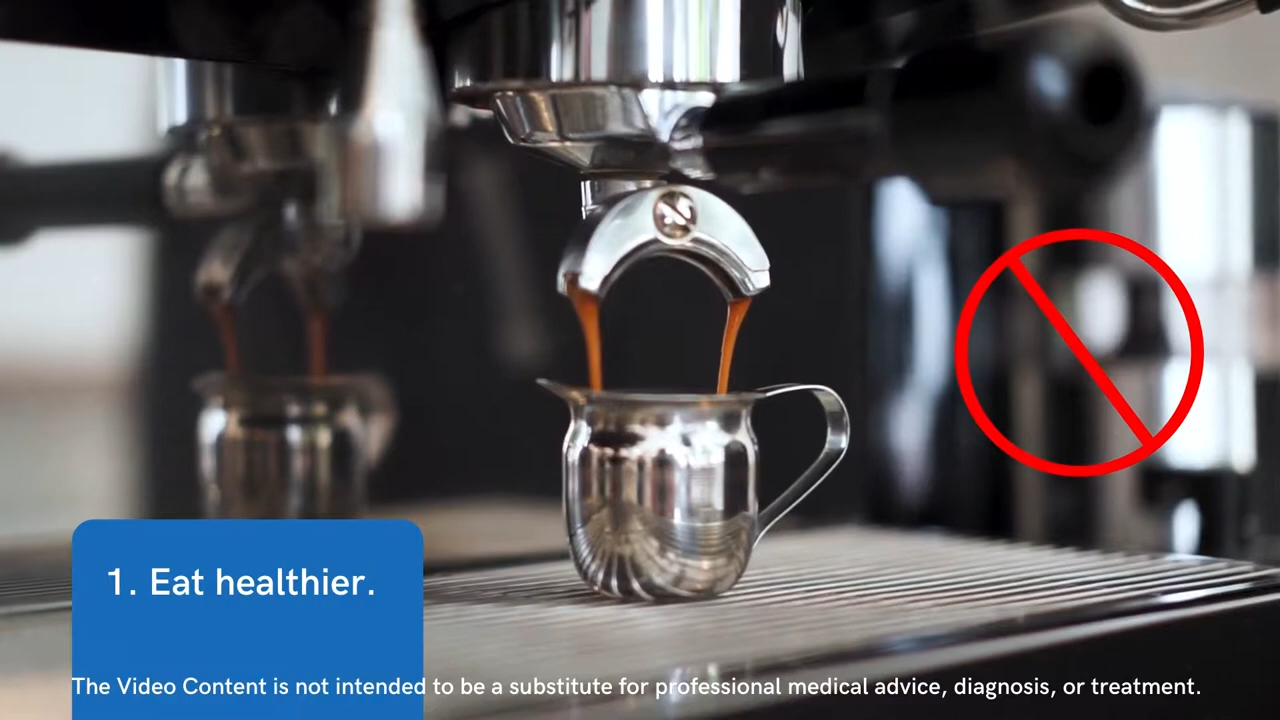 1. Eat healthier.
The Video Content is not intended to be a substitute for professional medical advice, diagnosis, or treatment.